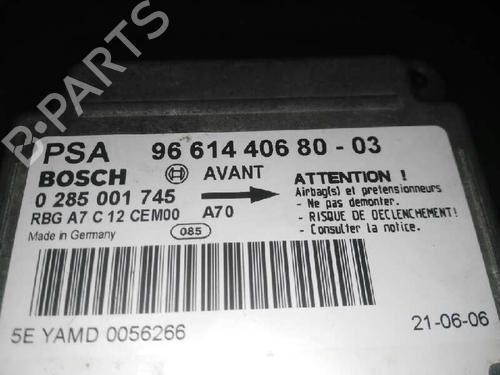 PSA 96 614 406 80 - 03
BOSCH AVANT
0 285 001 745
RBG A7 C 12 CEM00 A70
Made in Germany 085
ATTENTION !
Airbag(s) et pretensionneurs
- Ne pas demonter.
- RISQUE DE DECLENCHEMENT!
- Consulter la notice.
5E YAMD 0056266 21-06-06
B-PARTS